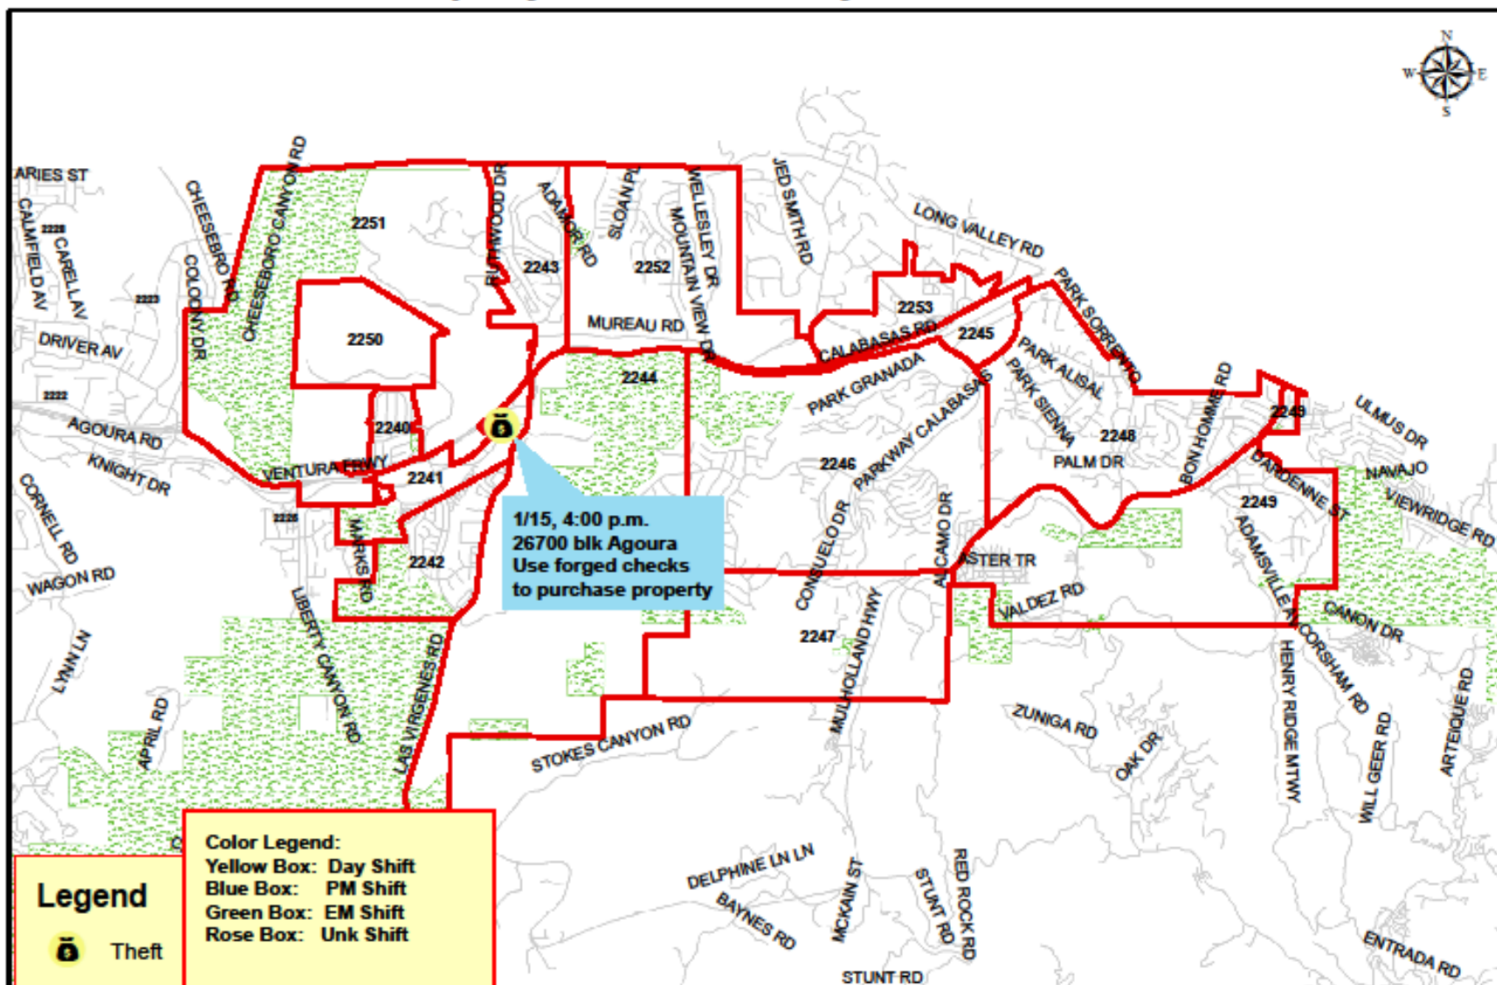 N
W E
S
ARIES ST
CALMFIELD AV
2228
CARELL AV
CHEESEBRO RD
COLODNY DR
2223
DRIVER AV
2222
AGOURA RD
KNIGHT DR
CORNELL RD
WAGON RD
LYNN LN
APRIL RD
CHEESEBORO CANYON RD
2251
2250
RUTHWOOD DR
2243
ADAMOR RD
SLOAN PL
2252
WELLESLEY DR
MOUNTAIN VIEW DR
JED SMITH RD
LONG VALLEY RD
MUREAU RD
2253
CALABASAS RD
2245
PARK SORRENTO
2244
PARK GRANADA
PARK ALISAL
PARK SIENNA
PARKWAY CALABASAS
2240
VENTURA FRWY
2241
2246
2248
PALM DR
BON HOMME RD
2249
ULMUS DR
DARDENNE ST
NAVAJO
VIEWRIDGE RD
MARKS RD
2242
1/15, 4:00 p.m.
26700 blk Agoura
Use forged checks
to purchase property
CONSUELO DR
ALCAMO DR
ASTER TR
VALDEZ RD
CANON DR
CORSHAM RD
2247
MULHOLLAND HWY
LIBERTY CANYON RD
LAS VIRGENES RD
STOKES CANYON RD
ZUNIGA RD
OAK DR
HENRY RIDGE MTWY
WILL GEER RD
ARTEIQUE RD
DELPHINE LN LN
BAYNES RD
MCKAIN ST
STUNT RD
RED ROCK RD
STUNT RD
ENTRADA RD
Legend
Theft
Color Legend:
Yellow Box: Day Shift
Blue Box: PM Shift
Green Box: EM Shift
Rose Box: Unk Shift